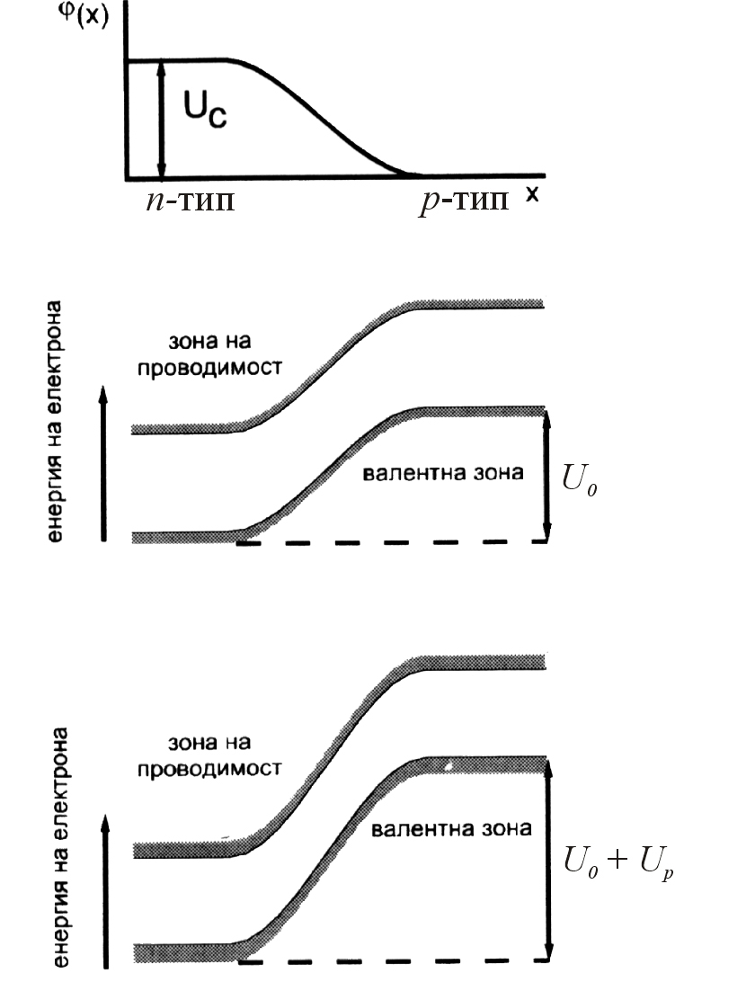 φ(x)
U_C
n-тип
p-тип x
зона на
проводимост
енергия на електрона
валентна зона
U_0
зона на
проводимост
енергия на електрона
валентна зона
U_0 + U_p